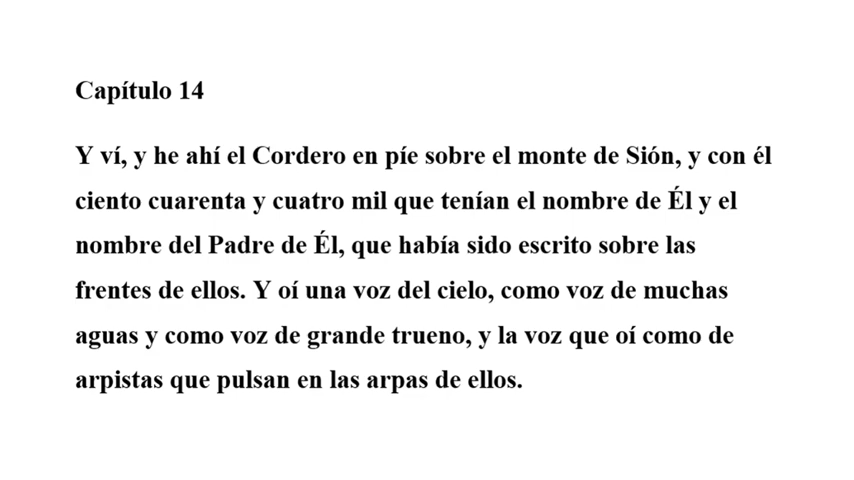 Capítulo 14
Y ví, y he ahí el Cordero en píe sobre el monte de Sión, y con él
ciento cuarenta y cuatro mil que tenían el nombre de Él y el
nombre del Padre de Él, que había sido escrito sobre las
frentes de ellos. Y oí una voz del cielo, como voz de muchas
aguas y como voz de grande trueno, y la voz que oí como de
arpistas que pulsan en las arpas de ellos.